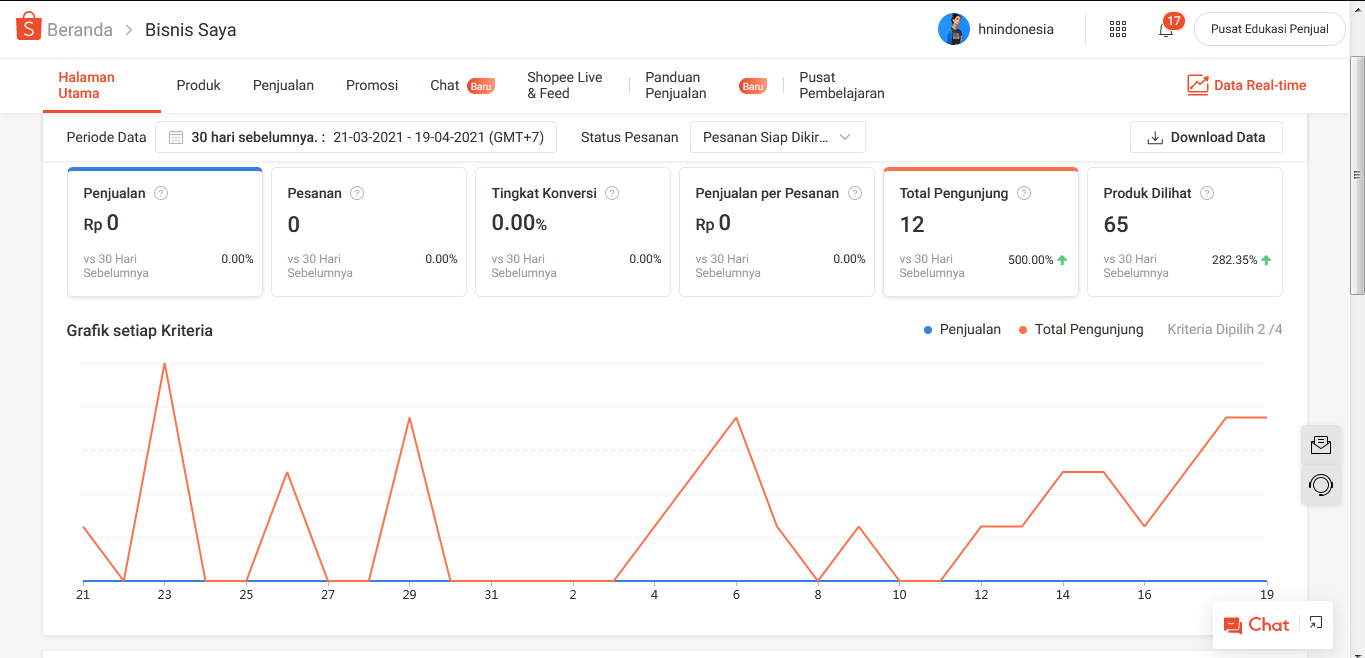 S Beranda > Bisnis Saya hnindonesia 17 Pusat Edukasi Penjual
Halaman Utama Produk Penjualan Promosi Chat Baru Shopee Live & Feed Panduan Penjualan Baru Pusat Pembelajaran Data Real-time
Periode Data 30 hari sebelumnya. : 21-03-2021 - 19-04-2021 (GMT+7) Status Pesanan Pesanan Siap Dikir... Download Data
Penjualan ? Pesanan ? Tingkat Konversi ? Penjualan per Pesanan ? Total Pengunjung ? Produk Dilihat ?
Rp 0 0 0.00% Rp 0 12 65
vs 30 Hari 0.00% vs 30 Hari 0.00% vs 30 Hari 0.00% vs 30 Hari 0.00% vs 30 Hari 500.00% vs 30 Hari 282.35%
Sebelumnya Sebelumnya Sebelumnya Sebelumnya Sebelumnya Sebelumnya
Grafik setiap Kriteria Penjualan Total Pengunjung Kriteria Dipilih 2 /4
21 23 25 27 29 31 2 4 6 8 10 12 14 16 19
Chat